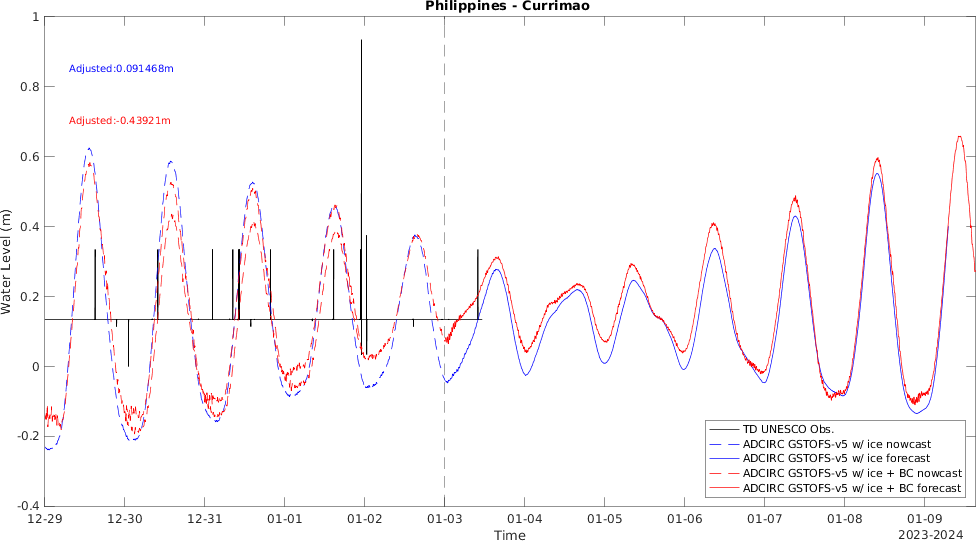 Philippines - Currimao
Adjusted:0.091468m
Adjusted:-0.43921m
Water Level (m)
1
0.8
0.6
0.4
0.2
0
-0.2
-0.4
TD UNESCO Obs.
ADCIRC GSTOFS-v5 w/ ice nowcast
ADCIRC GSTOFS-v5 w/ ice forecast
ADCIRC GSTOFS-v5 w/ ice + BC nowcast
ADCIRC GSTOFS-v5 w/ ice + BC forecast
12-29 12-30 12-31 01-01 01-02 01-03 01-04 01-05 01-06 01-07 01-08 01-09
Time
2023-2024